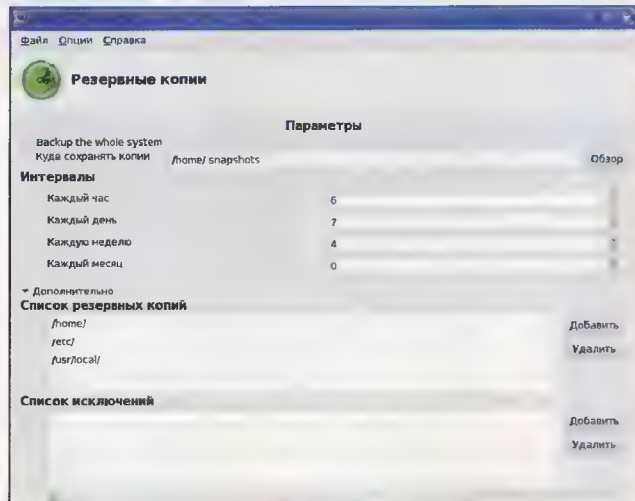 Файл Опции Справка
Резервные копии
Параметры
Backup the whole system
Куда сохранять копии /home/ snapshots Обзор
Интервалы
Каждый час 6
Каждый день 7
Каждую неделю 4
Каждый месяц 0
Дополнительно
Список резервных копий
/home/ Добавить
/etc/ Удалить
/usr/local/
Список исключений
Добавить
Удалить